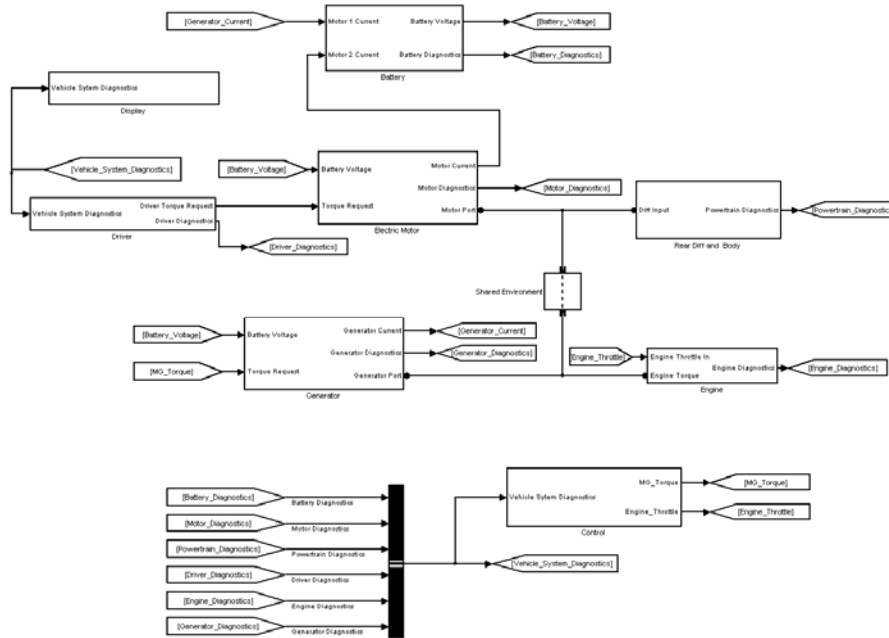 [Generator_Current]
Motor 1 Current
Battery Voltage
[Battery_Voltage]
Motor 2 Current
Battery Diagnostics
[Battery_Diagnostics]
Battery
Vehicle Sytem Diagnostics
Display
[Vehicle_System_Diagnostics]
[Battery_Voltage]
Battery Voltage
Motor Current
Motor Diagnostics
[Motor_Diagnostics]
Torque Request
Motor Port
Electric Motor
Vehicle System Diagnostics
Driver Torque Request
Driver Diagnostics
Driver
[Driver_Diagnostics]
Diff Input
Powertrain Diagnostics
[Powertrain_Diagnostic
Rear Diff and Body
Shared Environment
[Battery_Voltage]
Battery Voltage
Generator Current
[Generator_Current]
Generator Diagnostics
[Generator_Diagnostics]
[MG_Torque]
Torque Request
Generator Port
Generator
[Engine_Throttle]
Engine Throttle In
Engine Diagnostics
[Engine_Diagnostics]
Engine Torque
Engine
[Battery_Diagnostics]
Battery Diagnostics
[Motor_Diagnostics]
Motor Diagnostics
[Powertrain_Diagnostics]
Powertrain Diagnostics
[Driver_Diagnostics]
Driver Diagnostics
[Engine_Diagnostics]
Engine Diagnostics
[Generator_Diagnostics]
Genarator Diagnostics
Vehicle Sytem Diagnostics
MG_Torque
[MG_Torque]
Engine_Throttle
[Engine_Throttle]
Control
[Vehicle_System_Diagnostics]